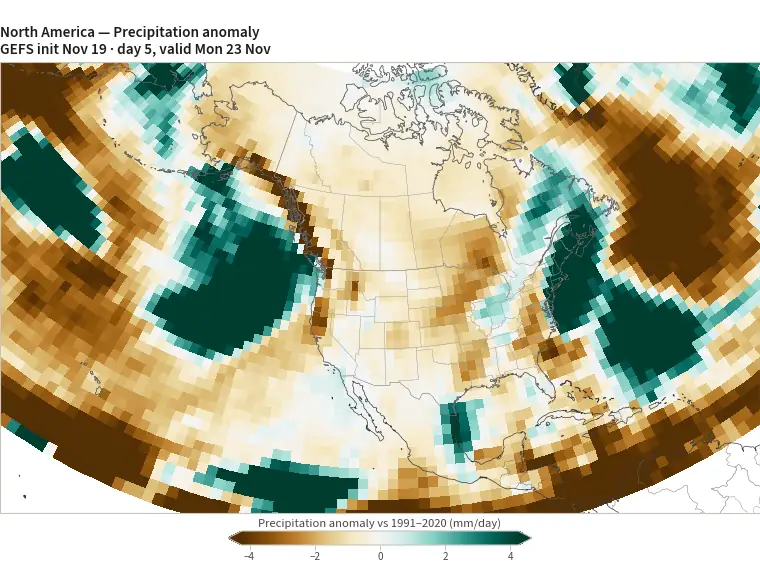 North America — Precipitation anomaly
GEFS init Nov 19 · day 5, valid Mon 23 Nov
Precipitation anomaly vs 1991–2020 (mm/day)
−4 −2 0 2 4